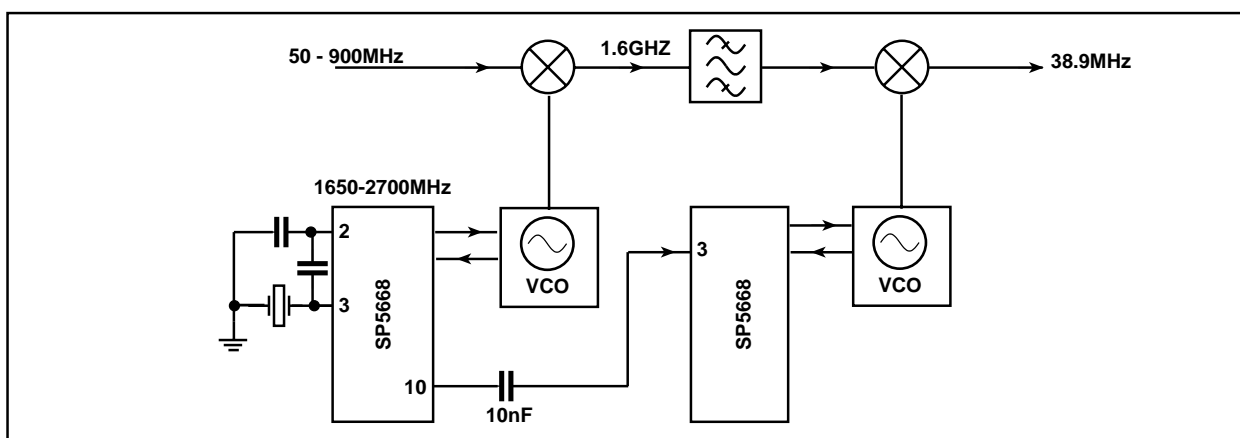 50 - 900MHz
1.6GHZ
38.9MHz
1650-2700MHz
2
3
SP5668
10
VCO
10nF
3
SP5668
VCO